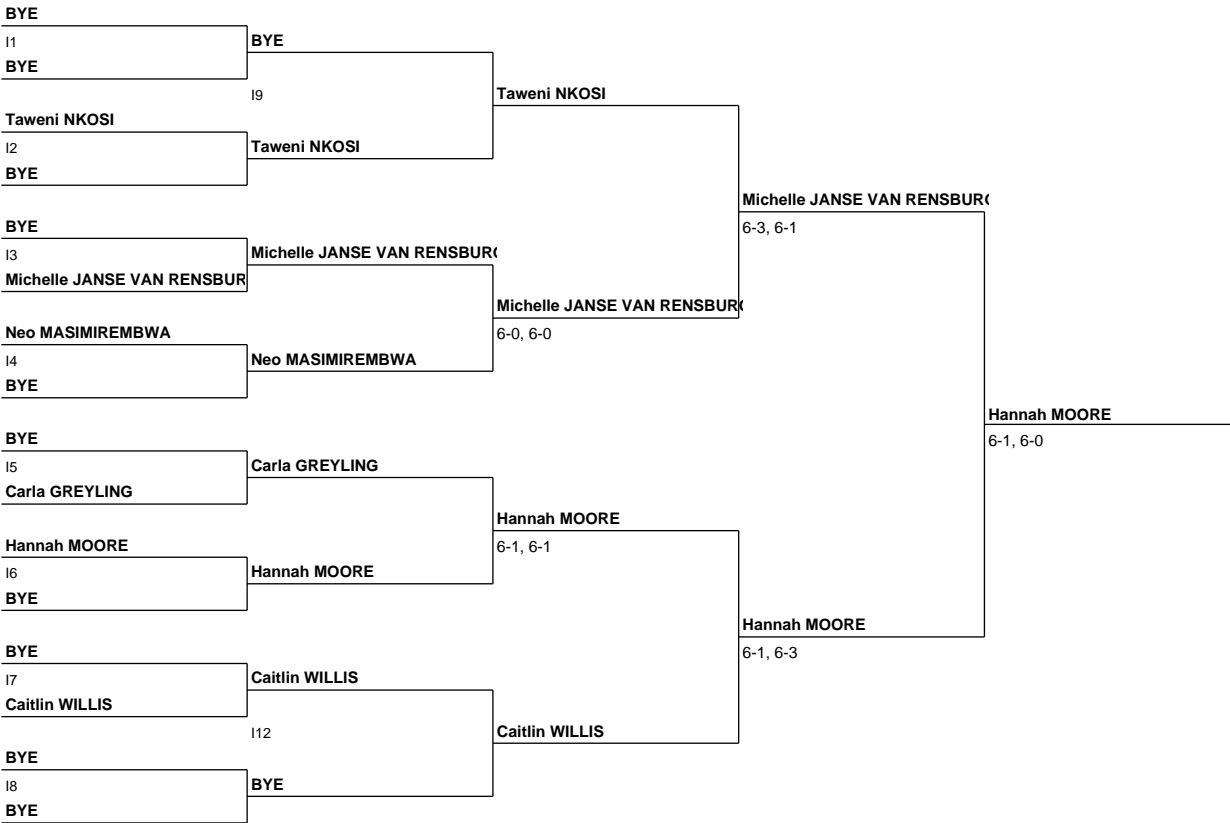 BYE
I1
BYE
BYE
I9
Taweni NKOSI
Taweni NKOSI
I2
Taweni NKOSI
BYE
Michelle JANSE VAN RENSBUR
6-3, 6-1
BYE
I3
Michelle JANSE VAN RENSBUR
Michelle JANSE VAN RENSBUR
Michelle JANSE VAN RENSBUR
6-0, 6-0
Neo MASIMIREMBWA
I4
Neo MASIMIREMBWA
BYE
Hannah MOORE
6-1, 6-0
BYE
I5
Carla GREYLING
Carla GREYLING
Hannah MOORE
6-1, 6-1
Hannah MOORE
I6
Hannah MOORE
BYE
Hannah MOORE
6-1, 6-3
BYE
I7
Caitlin WILLIS
Caitlin WILLIS
I12
Caitlin WILLIS
BYE
I8
BYE
BYE